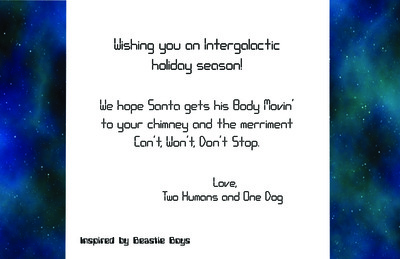 Wishing you an Intergalactic
holiday season!
We hope Santa gets his Body Movin'
to your chimney and the merriment
Can't, Won't, Don't Stop.
Love,
Two Humans and One Dog
Inspired by Beastie Boys